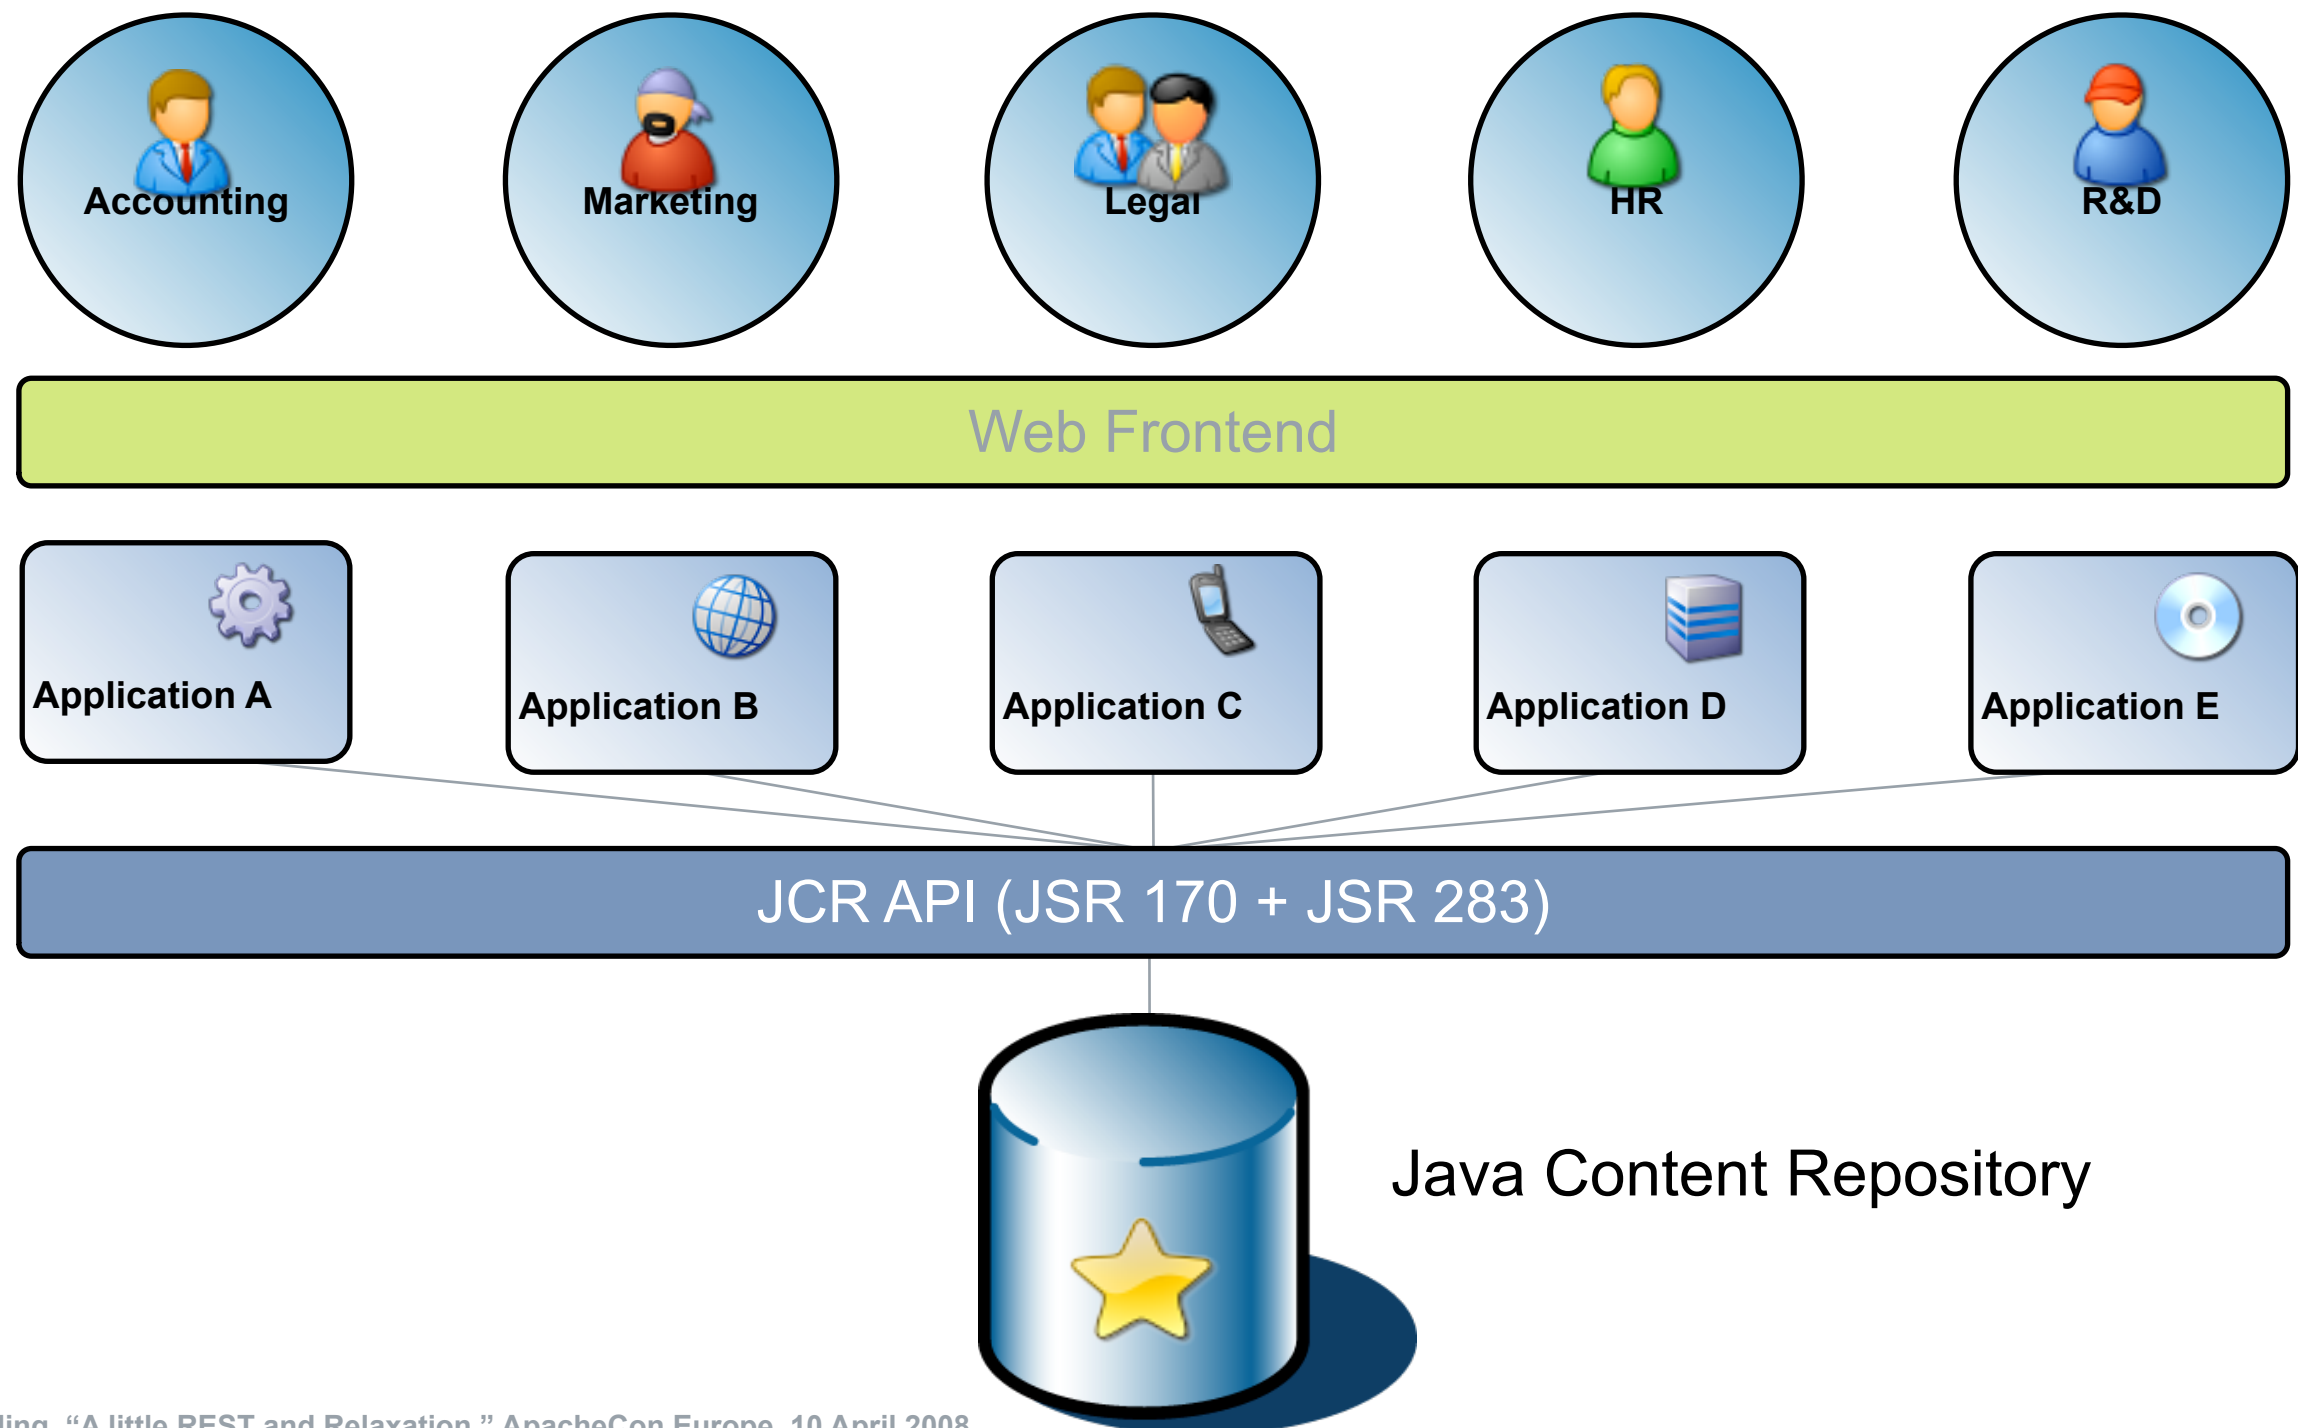 Accounting
Marketing
Legal
HR
R&D
Web Frontend
Application A
Application B
Application C
Application D
Application E
JCR API (JSR 170 + JSR 283)
Java Content Repository
“A little REST and Relaxation,” ApacheCon Europe, 10 April 2008